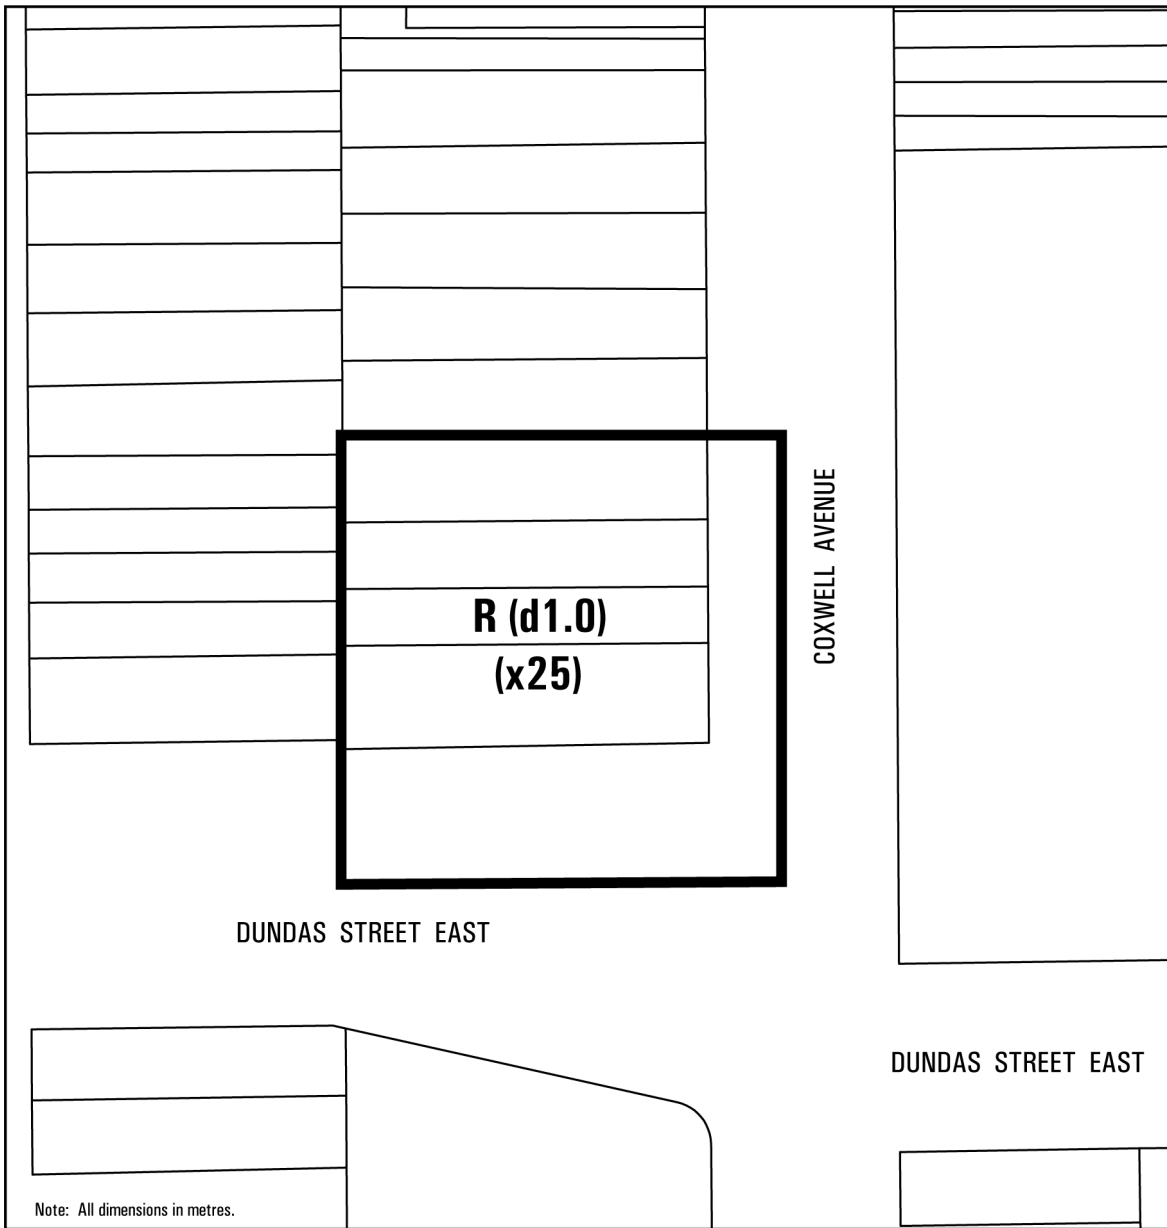 COXWELL AVENUE
R (d1.0)
(x25)
DUNDAS STREET EAST
DUNDAS STREET EAST
Note: All dimensions in metres.